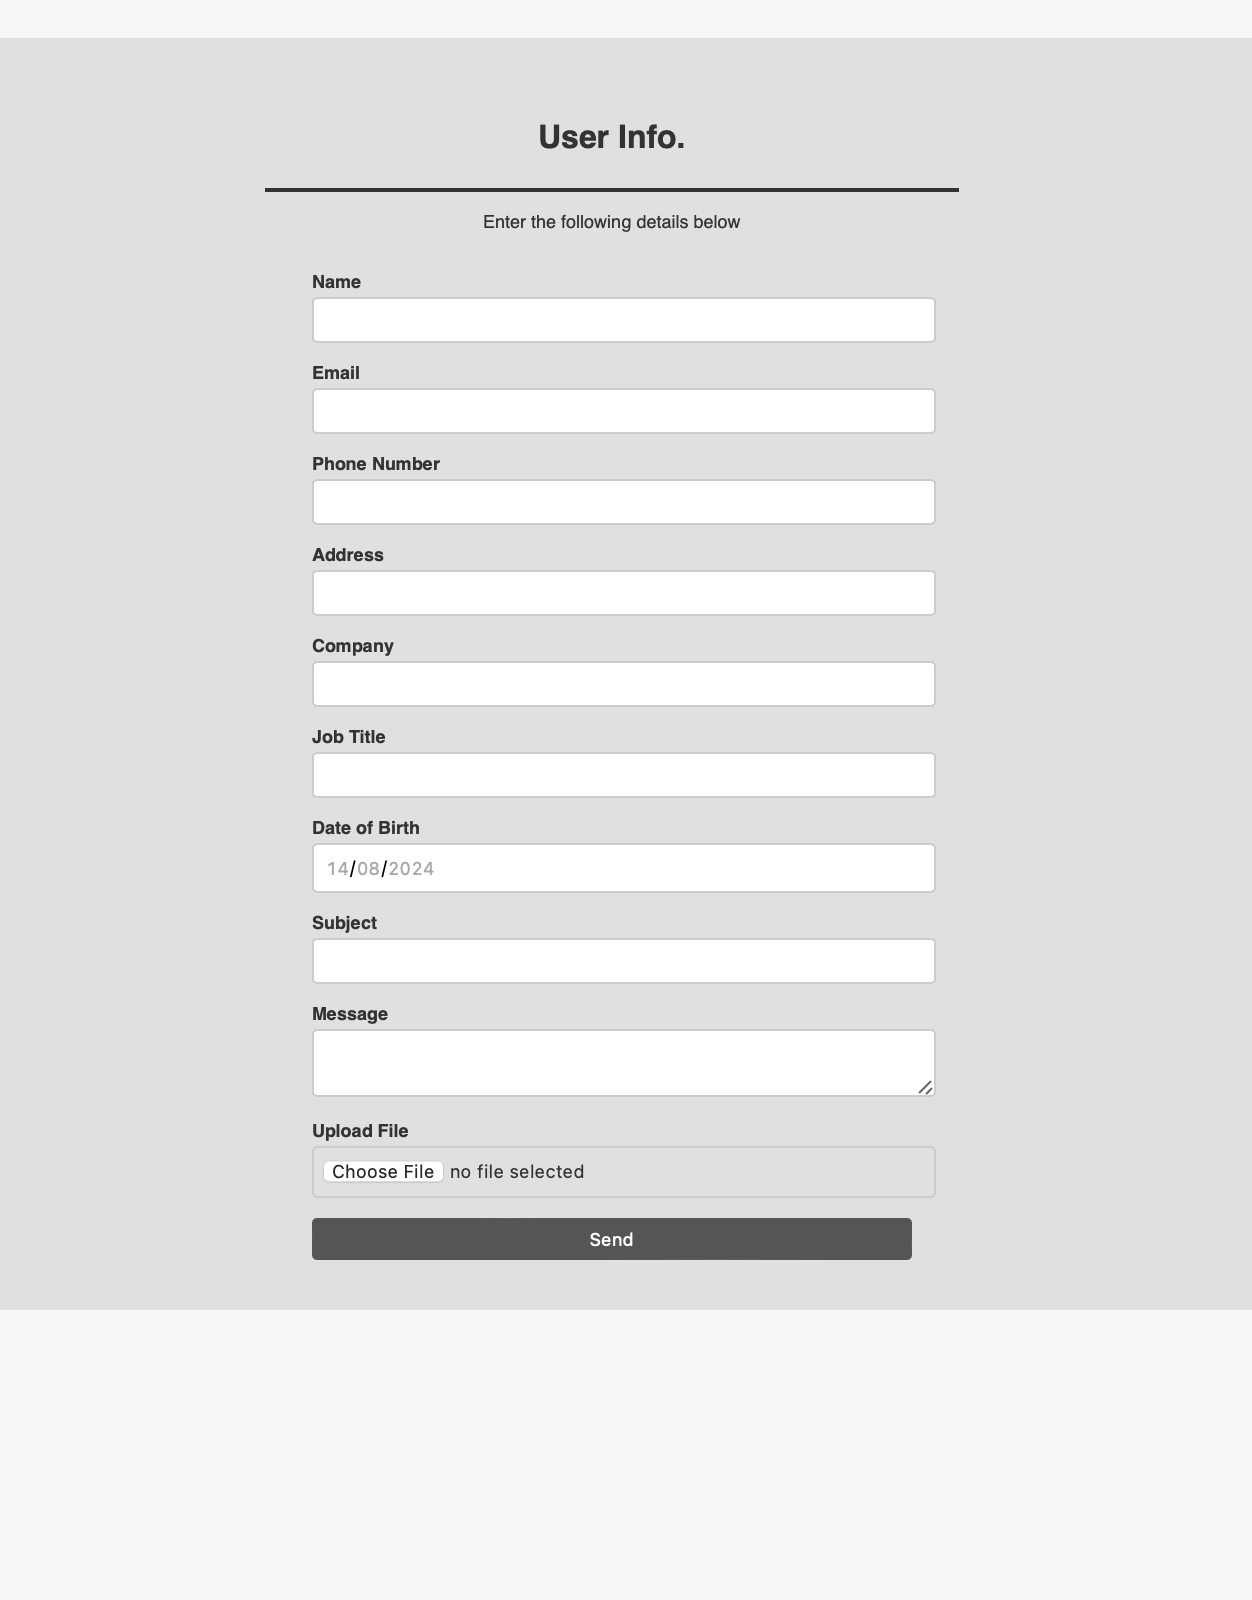 User Info.
Enter the following details below
Name
Email
Phone Number
Address
Company
Job Title
Date of Birth
14/08/2024
Subject
Message
Upload File
Choose File no file selected
Send